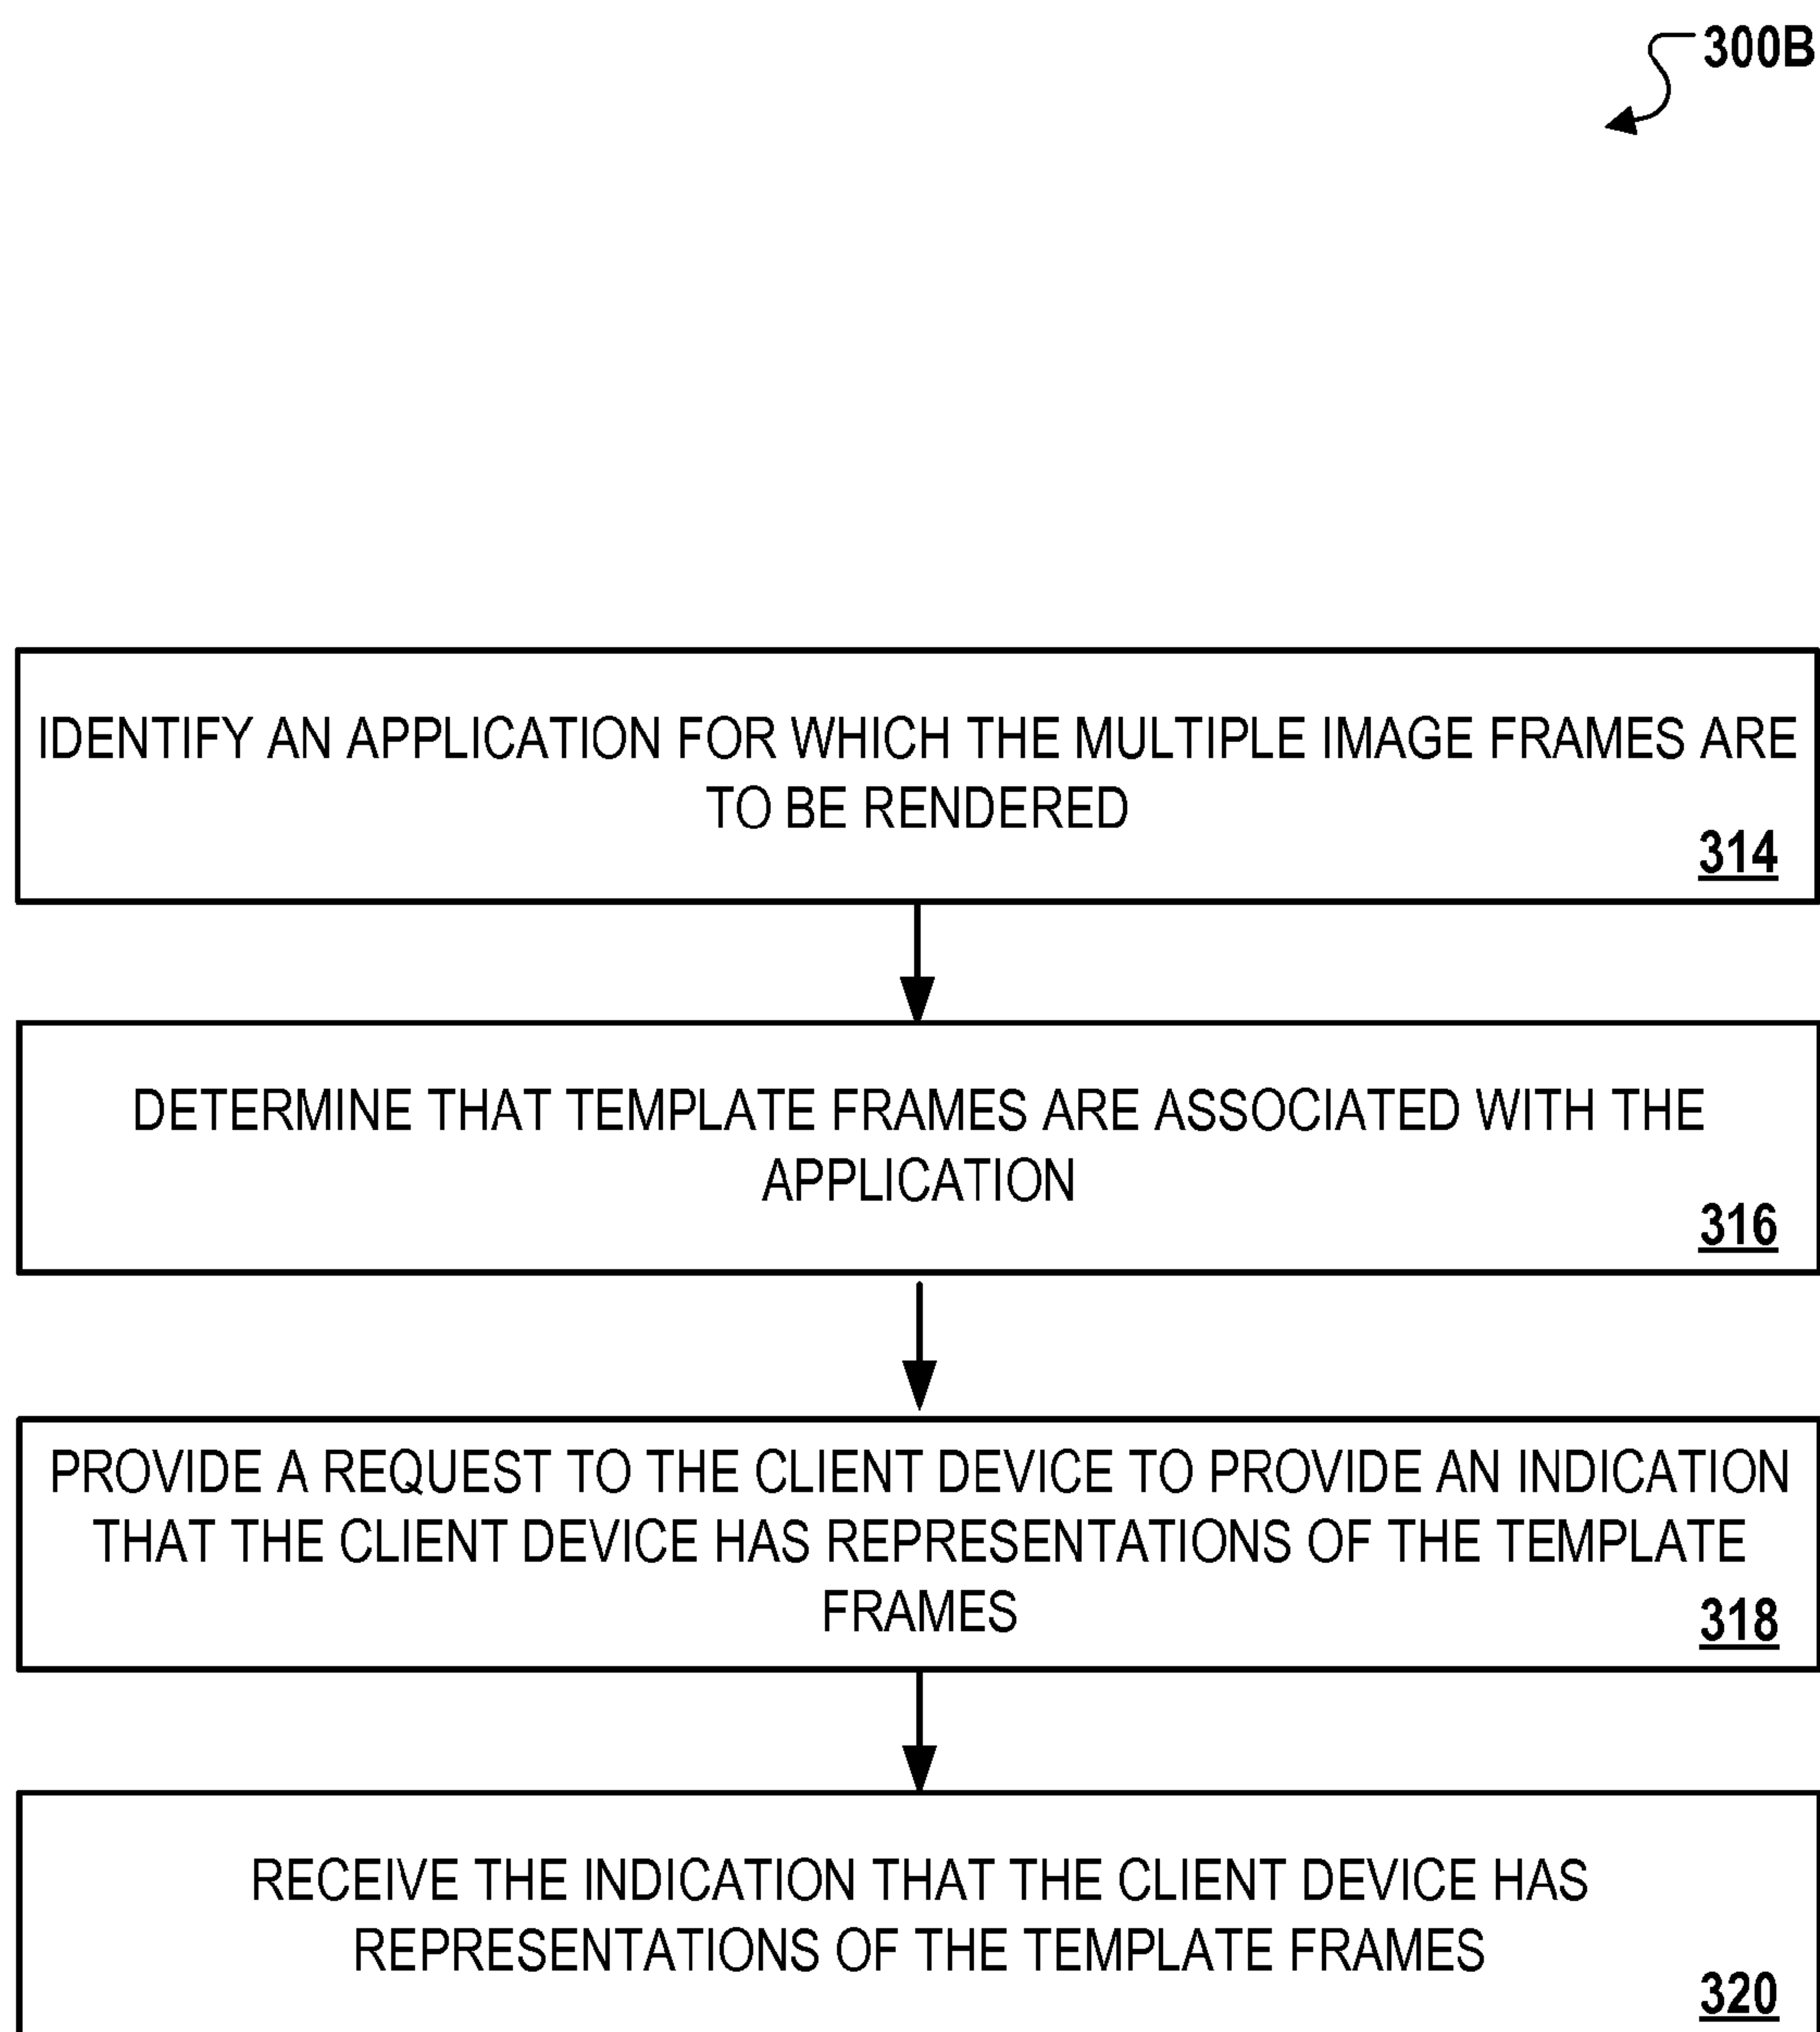 300B
IDENTIFY AN APPLICATION FOR WHICH THE MULTIPLE IMAGE FRAMES ARE
TO BE RENDERED
314
DETERMINE THAT TEMPLATE FRAMES ARE ASSOCIATED WITH THE
APPLICATION
316
PROVIDE A REQUEST TO THE CLIENT DEVICE TO PROVIDE AN INDICATION
THAT THE CLIENT DEVICE HAS REPRESENTATIONS OF THE TEMPLATE
FRAMES
318
RECEIVE THE INDICATION THAT THE CLIENT DEVICE HAS
REPRESENTATIONS OF THE TEMPLATE FRAMES
320